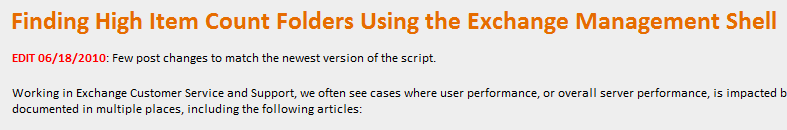 Finding High Item Count Folders Using the Exchange Management Shell
EDIT 06/18/2010: Few post changes to match the newest version of the script.
Working in Exchange Customer Service and Support, we often see cases where user performance, or overall server performance, is impacted
documented in multiple places, including the following articles: